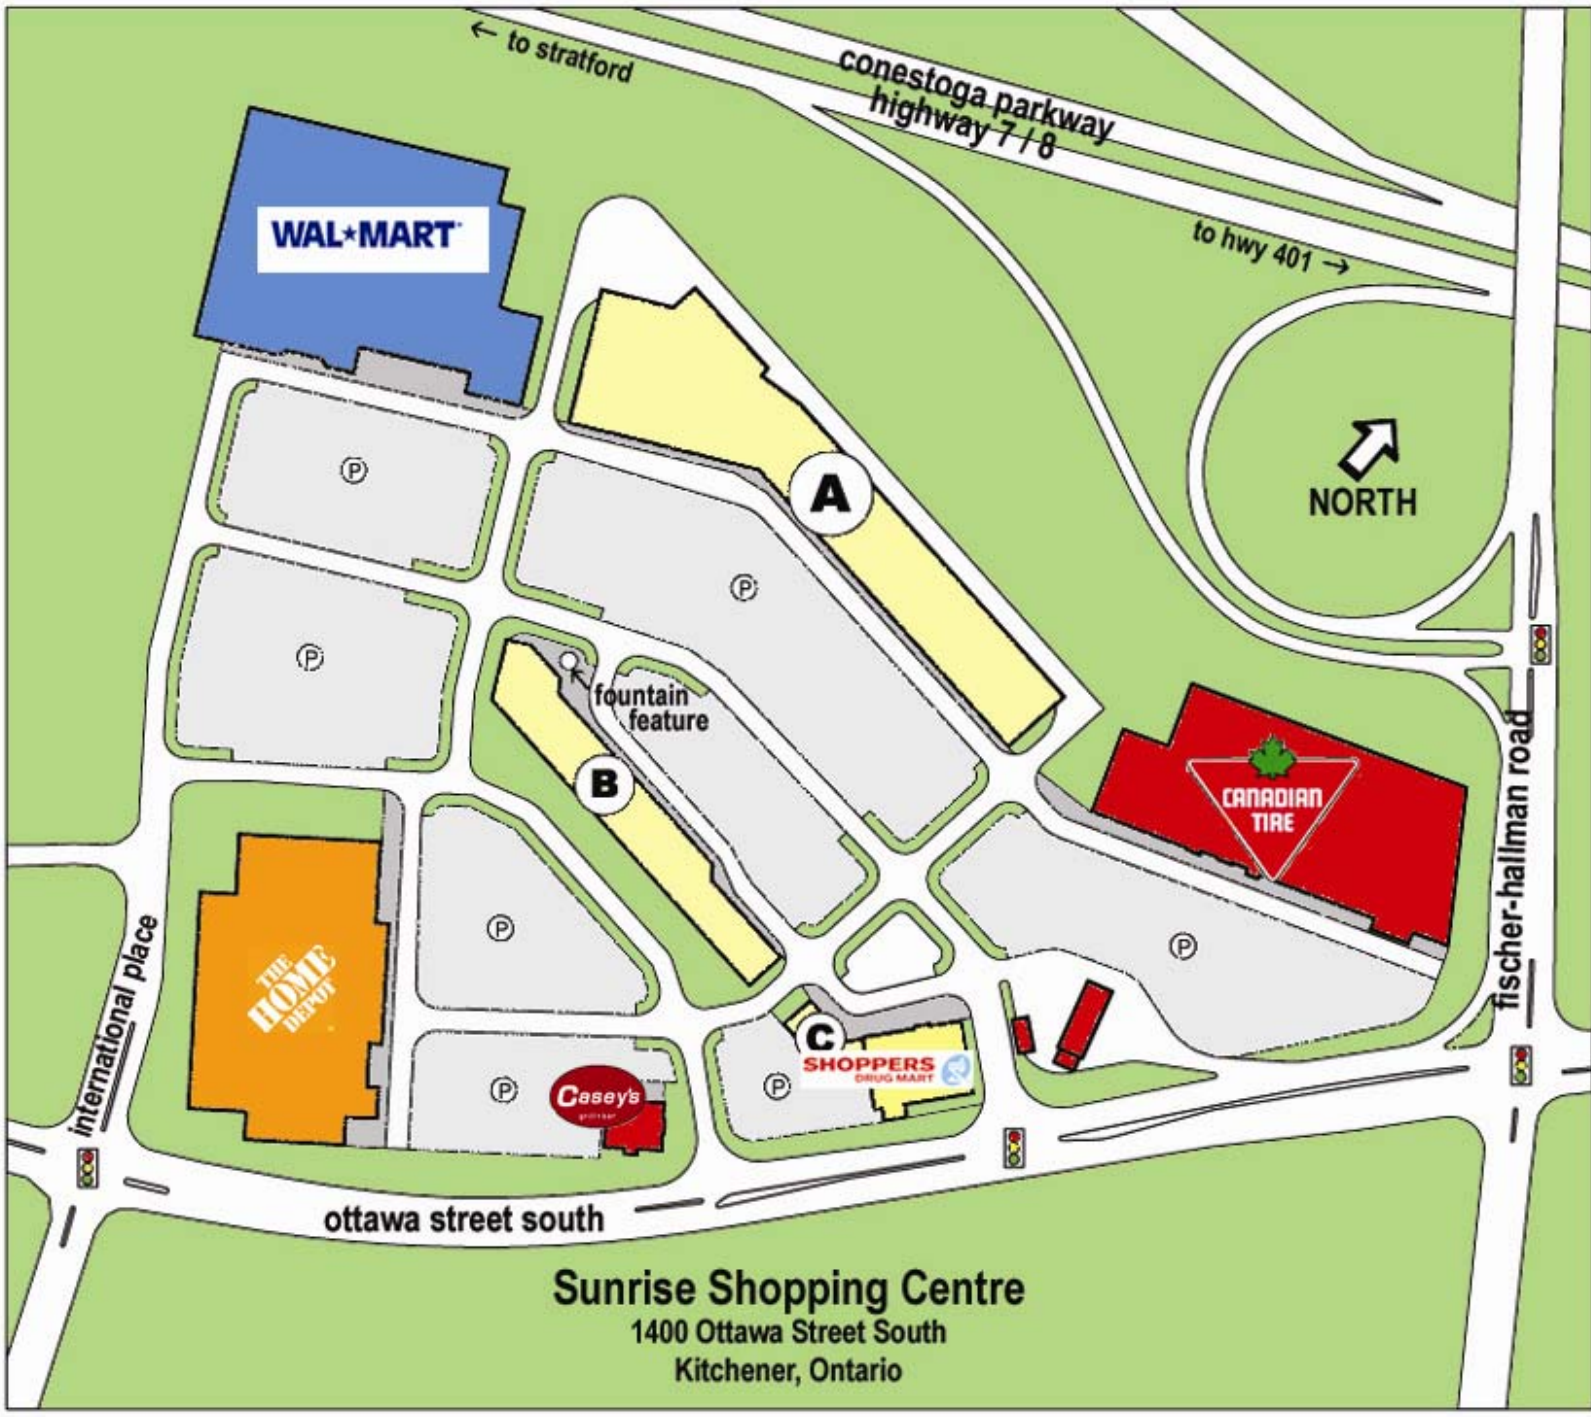 ← to stratford
conestoga parkway
highway 7 / 8
to hwy 401 →
WAL★MART
A
P
NORTH
P
P
fountain
feature
B
CANADIAN
TIRE
fischer-hallman road
P
P
THE
HOME
DEPOT
international place
C
SHOPPERS
DRUG MART
P
P
Casey's
ottawa street south
Sunrise Shopping Centre
1400 Ottawa Street South
Kitchener, Ontario